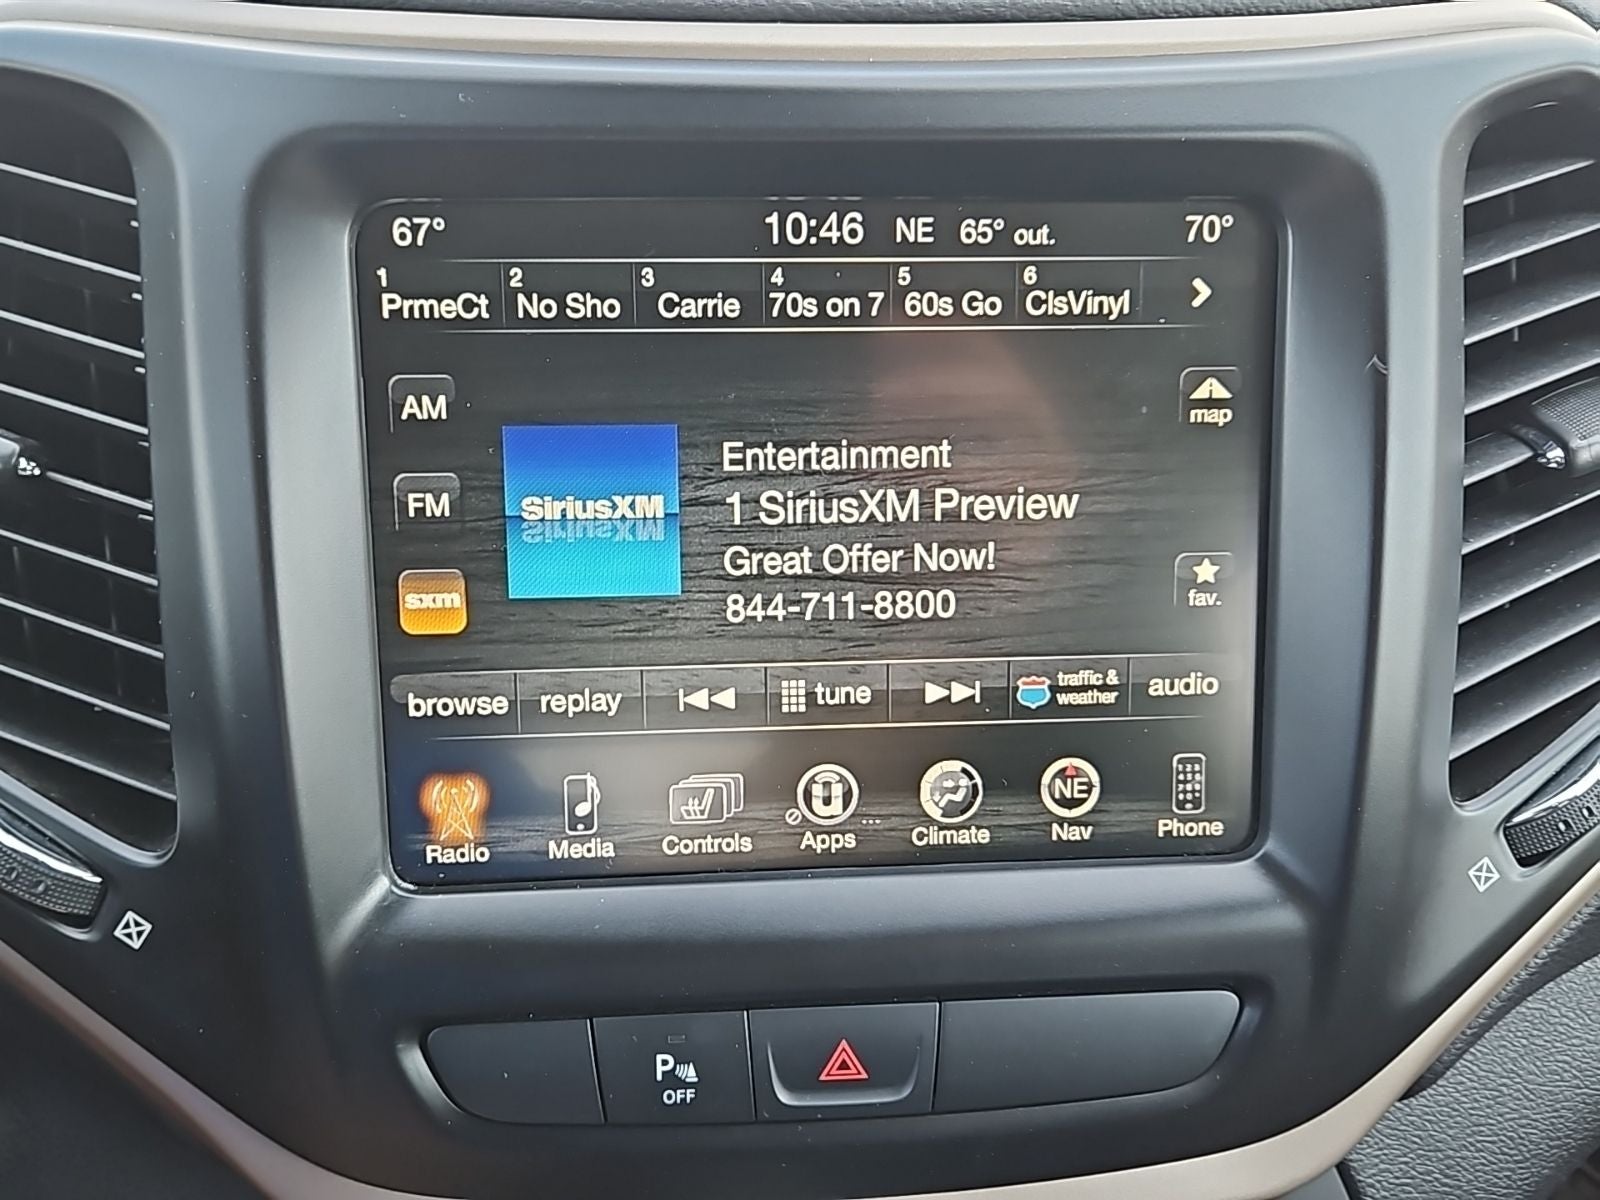 67° 10:46 NE 65° out. 70°
1 2 3 4 5 6
PrmeCt No Sho Carrie 70s on 7 60s Go ClsVinyl
AM
map
FM
SiriusXM
Entertainment
1 SiriusXM Preview
Great Offer Now!
844-711-8800
sxm
fav.
browse replay tune traffic & weather audio
NE
Radio Media Controls Apps ... Climate Nav Phone
P
OFF